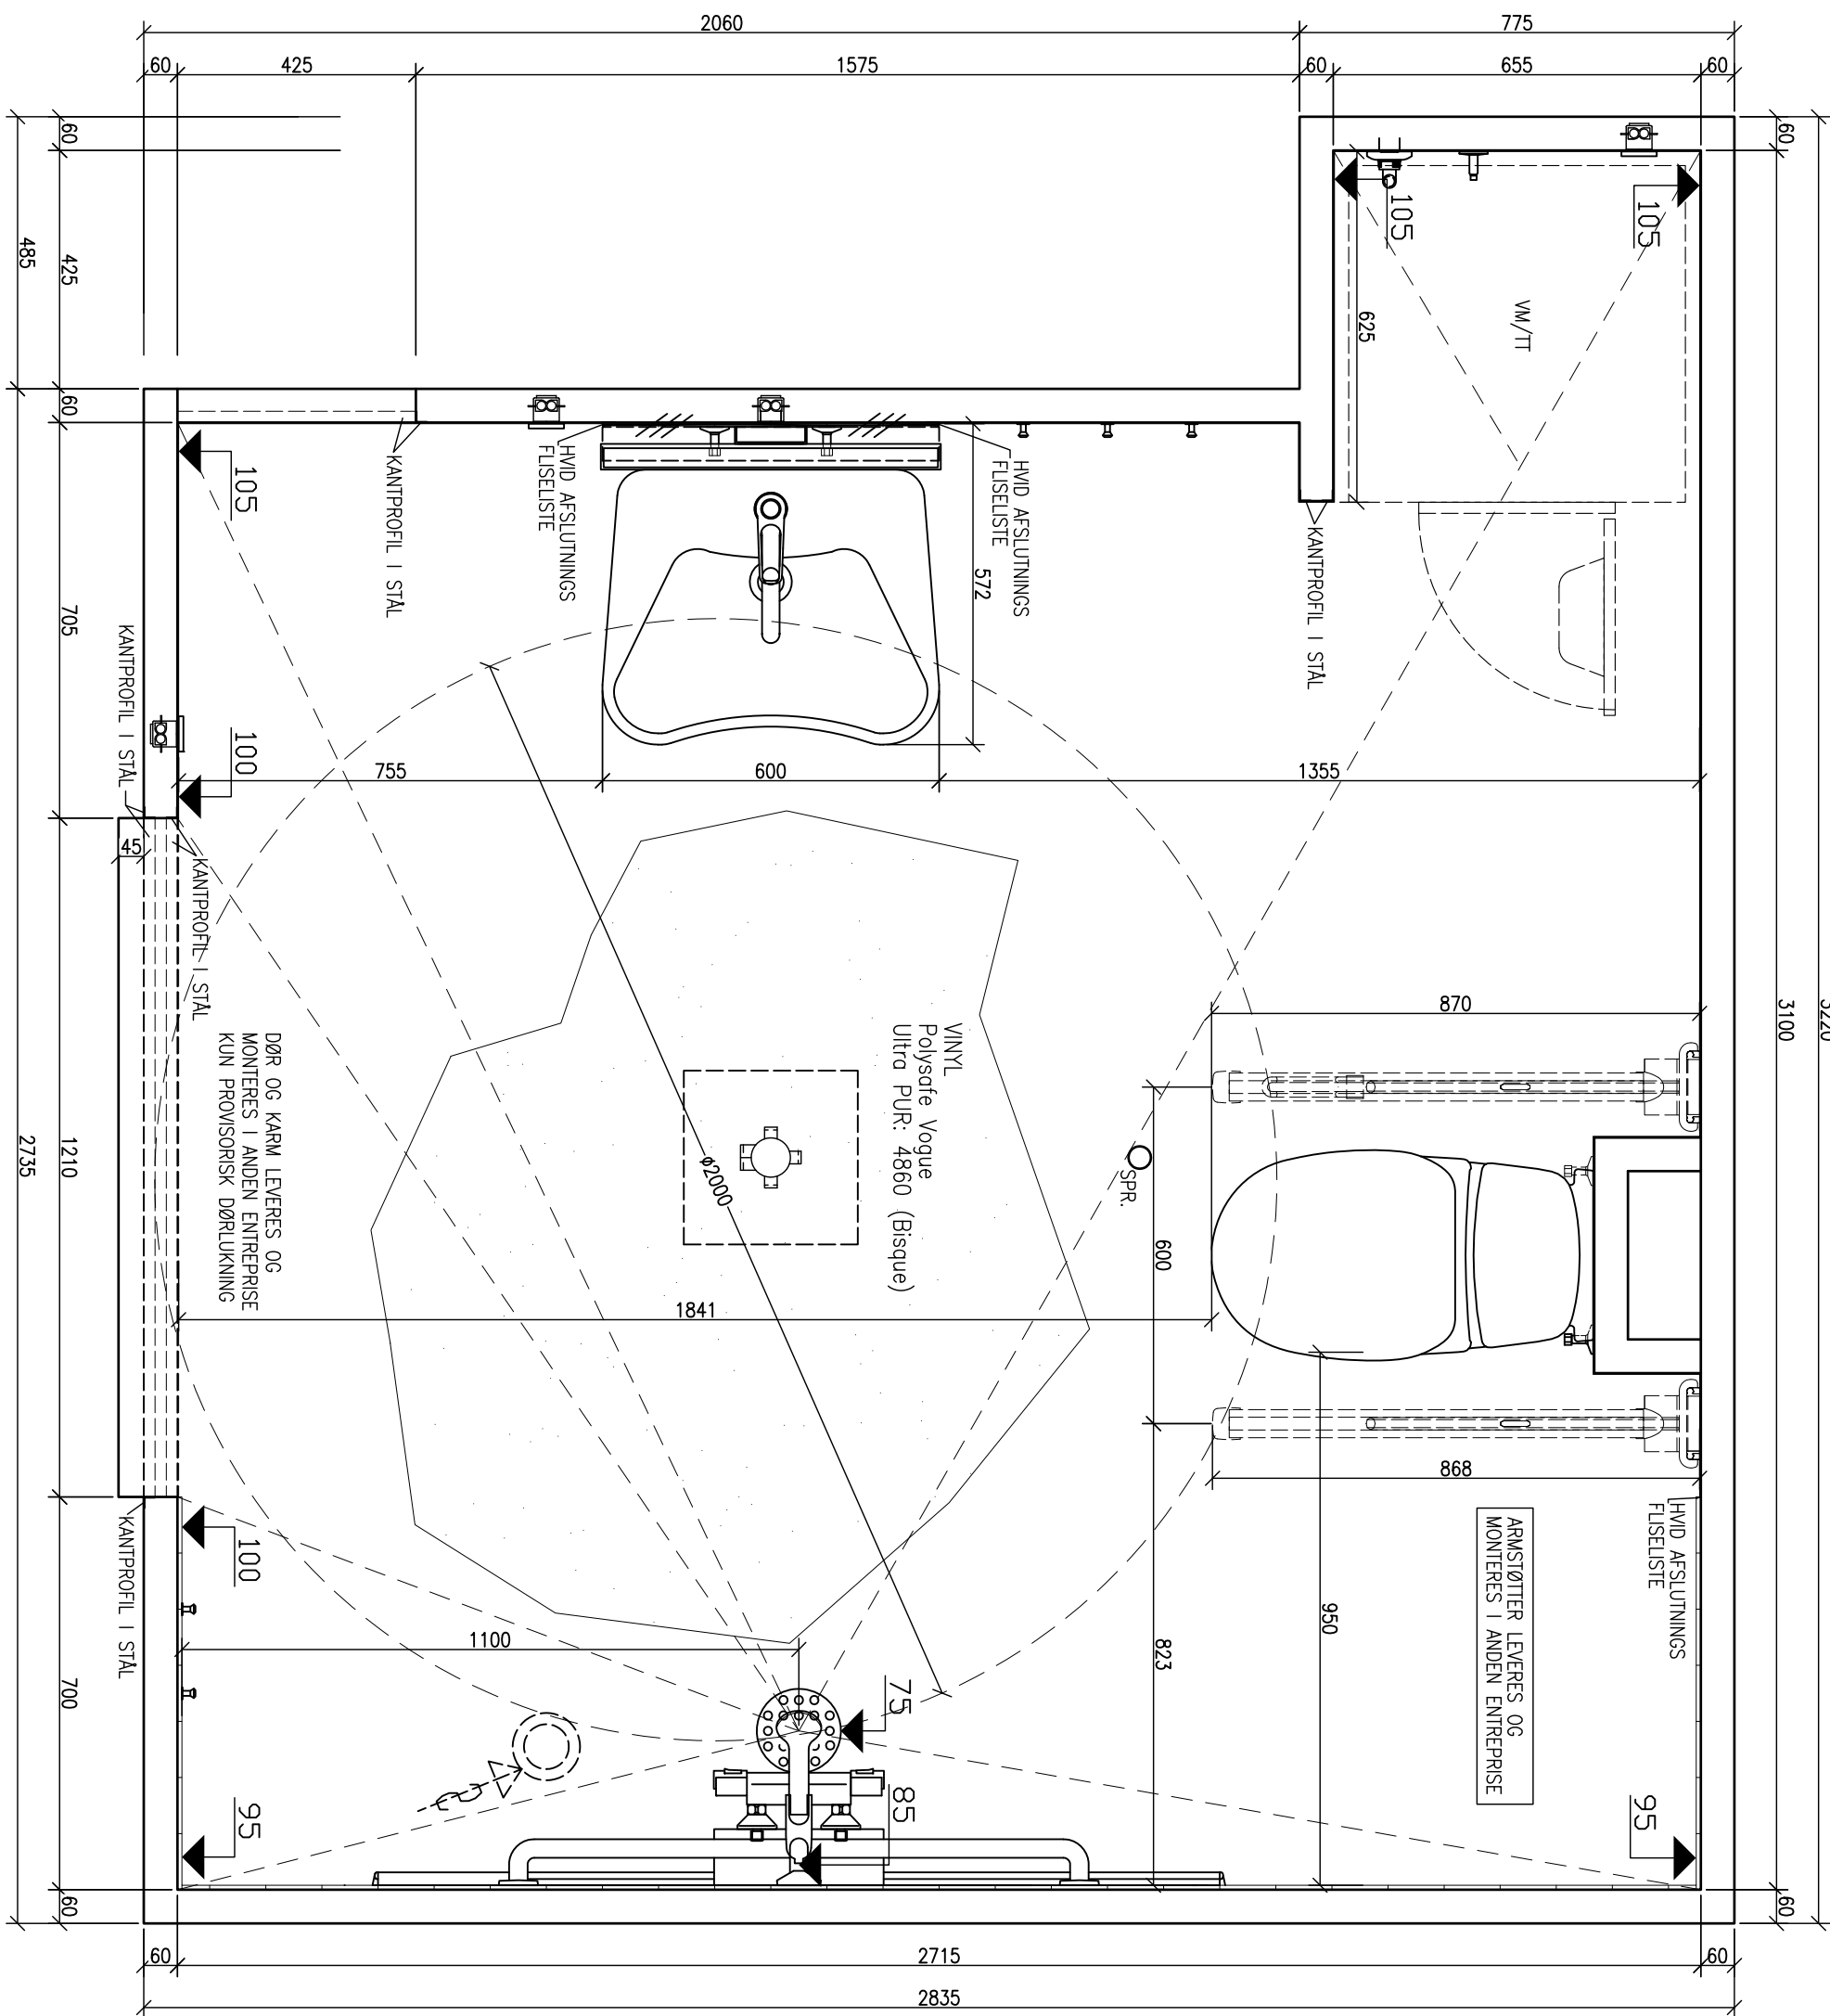 2060
775
60
425
1575
60
655
60
3220
60
3100
60
60
425
60
705
1210
700
60
485
2735
105
105
VM/TT
625
KANTPROFIL I STÅL
HVID AFSLUTNINGS
FLISELISTE
HVID AFSLUTNINGS
FLISELISTE
572
KANTPROFIL I STÅL
105
100
KANTPROFIL I STÅL
45
KANTPROFIL I STÅL
755
600
1355
870
VINYL
Polysafe Vogue
Ultra PUR: 4860 (Bisque)
ø2000
SPR.
600
1841
DØR OG KARM LEVERES OG
MONTERES I ANDEN ENTREPRISE
KUN PROVISORISK DØRLUKNING
868
HVID AFSLUTNINGS
FLISELISTE
ARMSTØTTER LEVERES OG
MONTERES I ANDEN ENTREPRISE
950
823
100
KANTPROFIL I STÅL
1100
75
85
95
95
60
2715
60
2835